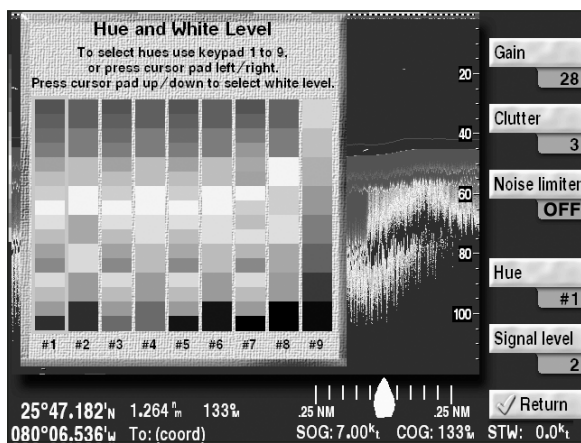 Hue and White Level
To select hues use keypad 1 to 9,
or press cursor pad left/right.
Press cursor pad up/down to select white level.
#1 #2 #3 #4 #5 #6 #7 #8 #9
20
40
60
80
100
Gain
28
Clutter
3
Noise limiter
OFF
Hue
#1
Signal level
2
Return
25°47.182'N 1.264 nm 133°M .25 NM .25 NM
080°06.536'W To: (coord) SOG: 7.00kt COG: 133°M STW: 0.0kt